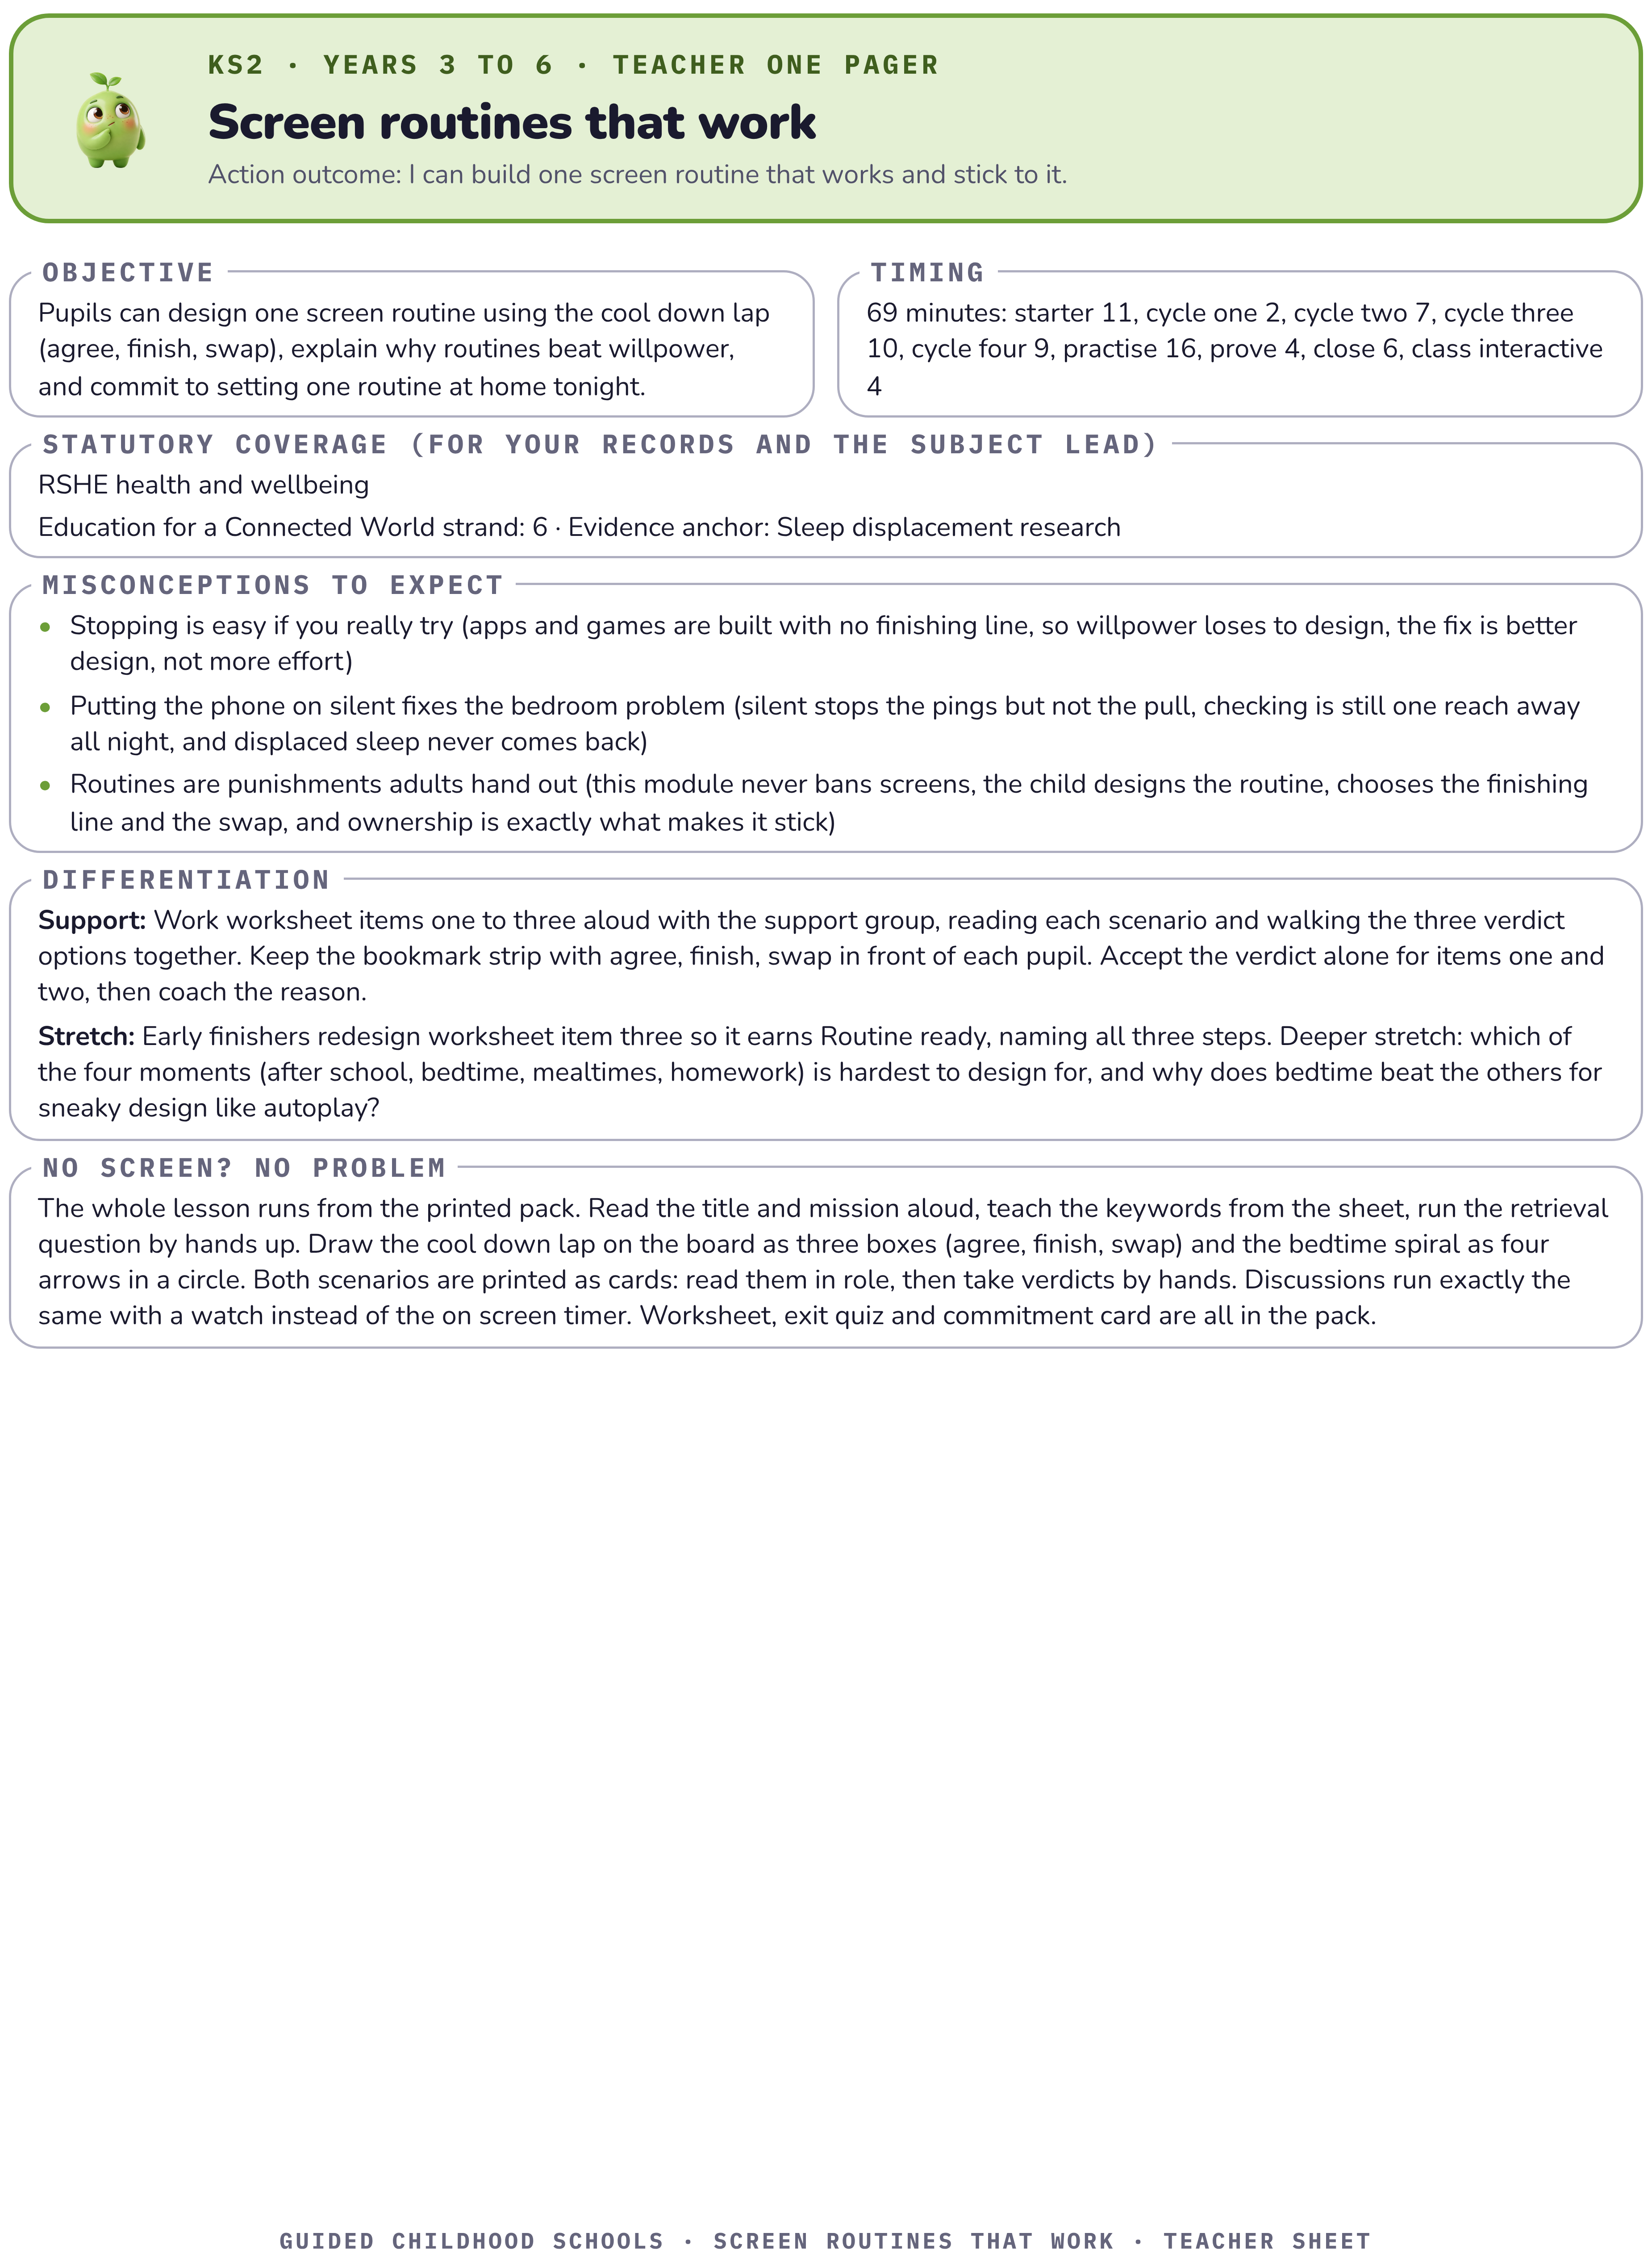 KS2 · YEARS 3 TO 6 · TEACHER ONE PAGER
Screen routines that work
Action outcome: I can build one screen routine that works and stick to it.
OBJECTIVE
Pupils can design one screen routine using the cool down lap
(agree, finish, swap), explain why routines beat willpower,
and commit to setting one routine at home tonight.
TIMING
69 minutes: starter 11, cycle one 2, cycle two 7, cycle three
10, cycle four 9, practise 16, prove 4, close 6, class interactive
4
STATUTORY COVERAGE (FOR YOUR RECORDS AND THE SUBJECT LEAD)
RSHE health and wellbeing
Education for a Connected World strand: 6 · Evidence anchor: Sleep displacement research
MISCONCEPTIONS TO EXPECT
• Stopping is easy if you really try (apps and games are built with no finishing line, so willpower loses to design, the fix is better
design, not more effort)
• Putting the phone on silent fixes the bedroom problem (silent stops the pings but not the pull, checking is still one reach away
all night, and displaced sleep never comes back)
• Routines are punishments adults hand out (this module never bans screens, the child designs the routine, chooses the finishing
line and the swap, and ownership is exactly what makes it stick)
DIFFERENTIATION
Support: Work worksheet items one to three aloud with the support group, reading each scenario and walking the three verdict
options together. Keep the bookmark strip with agree, finish, swap in front of each pupil. Accept the verdict alone for items one and
two, then coach the reason.
Stretch: Early finishers redesign worksheet item three so it earns Routine ready, naming all three steps. Deeper stretch: which of
the four moments (after school, bedtime, mealtimes, homework) is hardest to design for, and why does bedtime beat the others for
sneaky design like autoplay?
NO SCREEN? NO PROBLEM
The whole lesson runs from the printed pack. Read the title and mission aloud, teach the keywords from the sheet, run the retrieval
question by hands up. Draw the cool down lap on the board as three boxes (agree, finish, swap) and the bedtime spiral as four
arrows in a circle. Both scenarios are printed as cards: read them in role, then take verdicts by hands. Discussions run exactly the
same with a watch instead of the on screen timer. Worksheet, exit quiz and commitment card are all in the pack.
GUIDED CHILDHOOD SCHOOLS · SCREEN ROUTINES THAT WORK · TEACHER SHEET